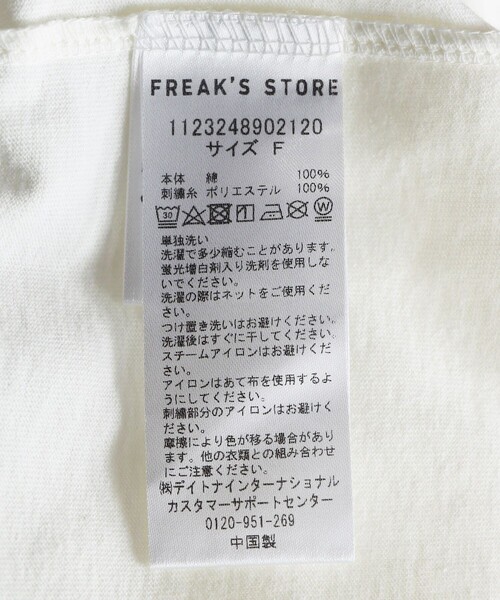 FREAK'S STORE
1123248902120
サイズ F
本体 綿 100%
刺繍糸 ポリエステル 100%
30 W
単独洗い
洗濯で多少縮むことがあります。
蛍光増白剤入り洗剤を使用しな
いでください。
洗濯の際はネットをご使用くだ
さい。
つけ置き洗いはお避けください。
洗濯後はすぐに干してください。
スチームアイロンはお避けくだ
さい。
アイロンはあて布を使用するよ
うにしてください。
刺繍部分のアイロンはお避けく
ださい。
摩擦により色が移る場合があり
ます。他の衣類との組み合わせ
にご注意ください。
㈱デイトナインターナショナル
カスタマーサポートセンター
0120-951-269
中国製